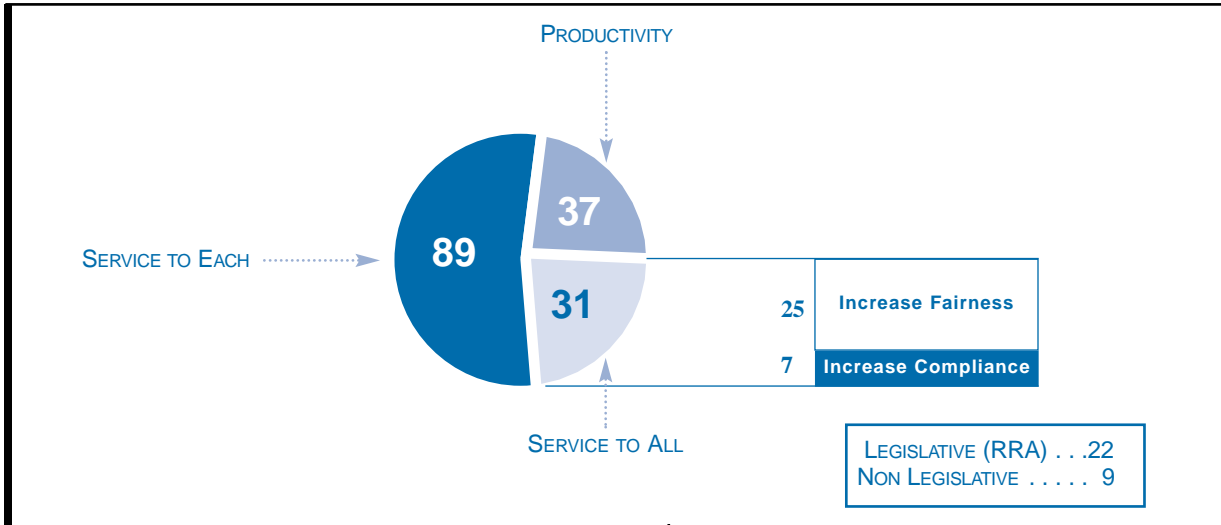 PRODUCTIVITY
37
89
SERVICE TO EACH
31
25
Increase Fairness
7
Increase Compliance
SERVICE TO ALL
LEGISLATIVE (RRA) . . .22
NON LEGISLATIVE . . . . . 9